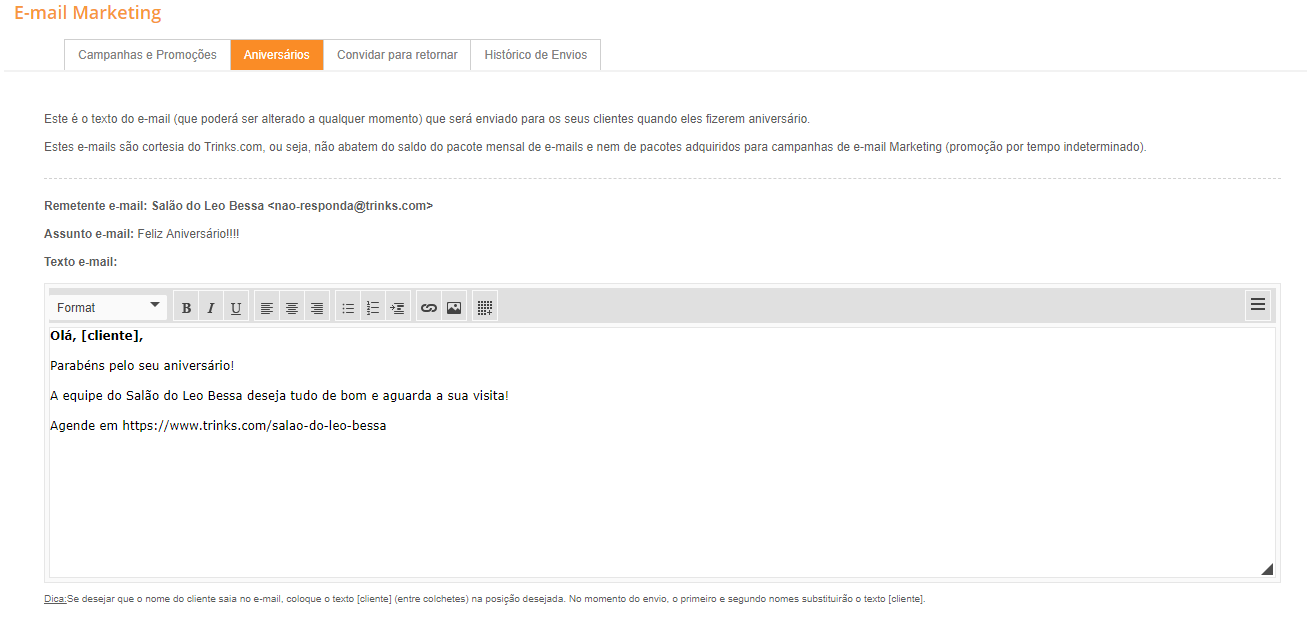 E-mail Marketing
Campanhas e Promoções Aniversários Convidar para retornar Histórico de Envios
Este é o texto do e-mail (que poderá ser alterado a qualquer momento) que será enviado para os seus clientes quando eles fizerem aniversário.
Estes e-mails são cortesia do Trinks.com, ou seja, não abatem do saldo do pacote mensal de e-mails e nem de pacotes adquiridos para campanhas de e-mail Marketing (promoção por tempo indeterminado).
Remetente e-mail: Salão do Leo Bessa <nao-responda@trinks.com>
Assunto e-mail: Feliz Aniversário!!!!
Texto e-mail:
Format B I U
Olá, [cliente],
Parabéns pelo seu aniversário!
A equipe do Salão do Leo Bessa deseja tudo de bom e aguarda a sua visita!
Agende em https://www.trinks.com/salao-do-leo-bessa
Dica:Se desejar que o nome do cliente saia no e-mail, coloque o texto [cliente] (entre colchetes) na posição desejada. No momento do envio, o primeiro e segundo nomes substituirão o texto [cliente].